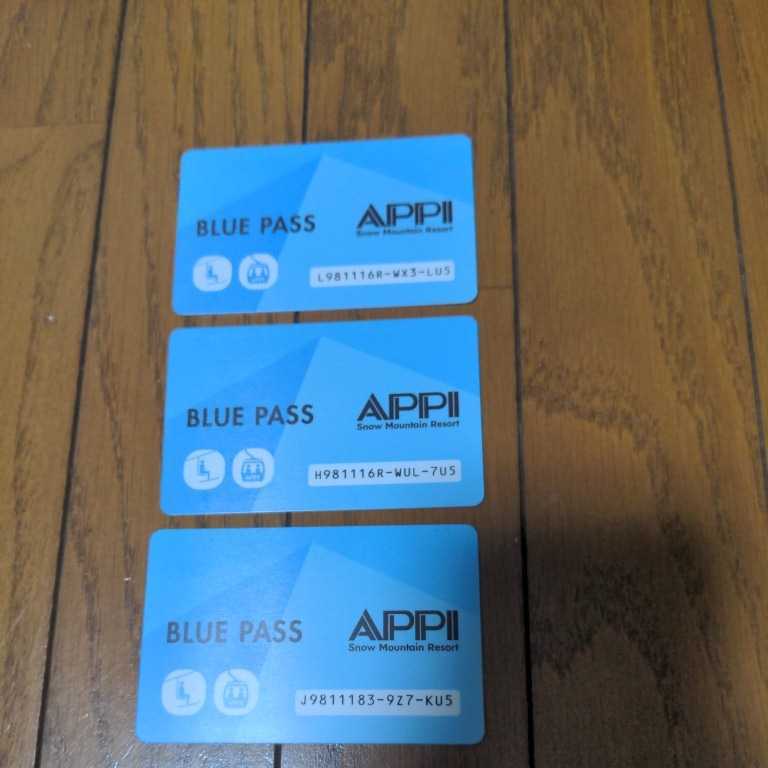 BLUE PASS
APPI
Snow Mountain Resort
L981116R-WX3-LU5
BLUE PASS
APPI
Snow Mountain Resort
H981116R-WUL-7U5
BLUE PASS
APPI
Snow Mountain Resort
J9811183-9Z7-KU5